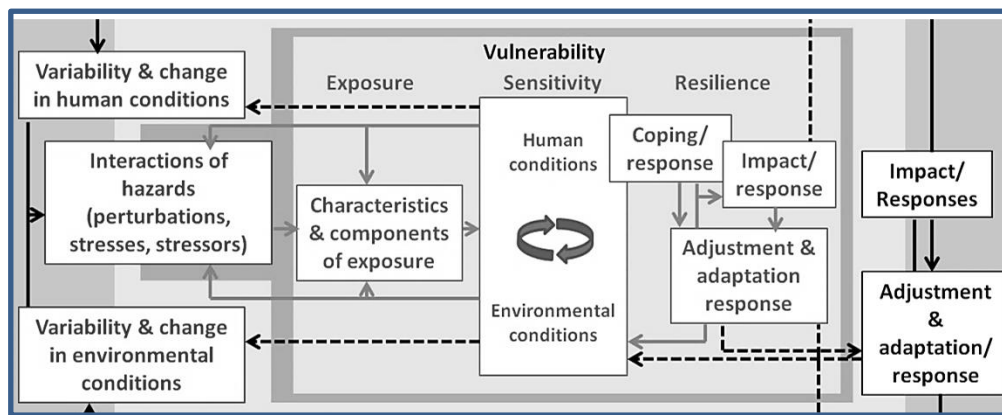 Vulnerability
Exposure
Sensitivity
Resilience
Variability & change
in human conditions
Interactions of
hazards
(perturbations,
stresses, stressors)
Variability & change
in environmental
conditions
Characteristics
& components
of exposure
Human
conditions
Environmental
conditions
Coping/
response
Impact/
response
Adjustment &
adaptation
response
Impact/
Responses
Adjustment
&
adaptation/
response